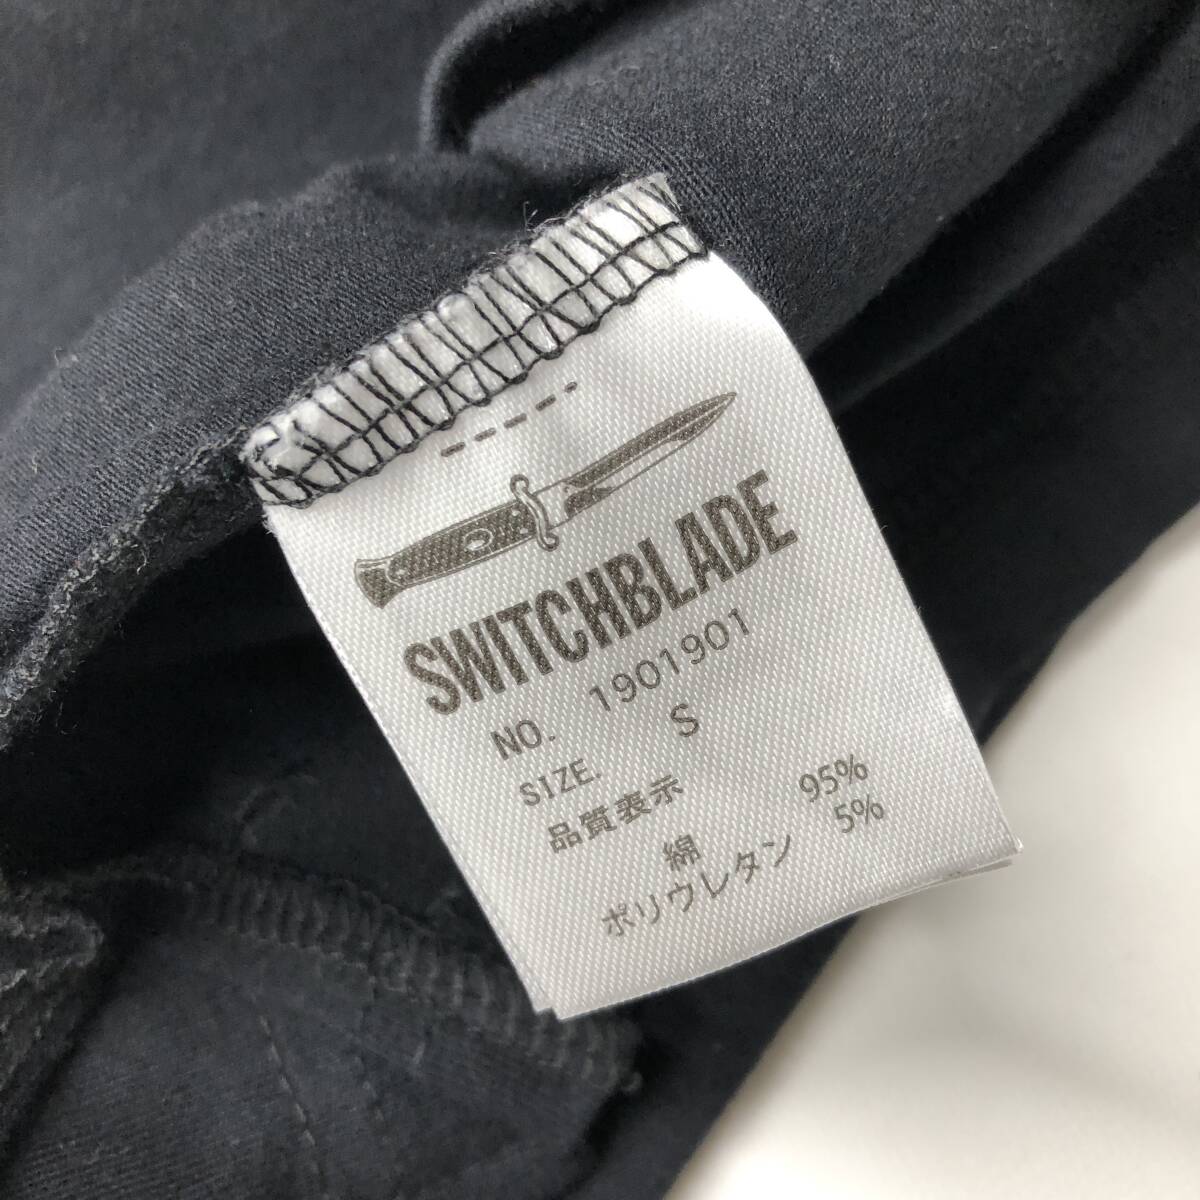 SWITCHBLADE
NO. 1901901
SIZE. S
品質表示
綿 95%
ポリウレタン 5%